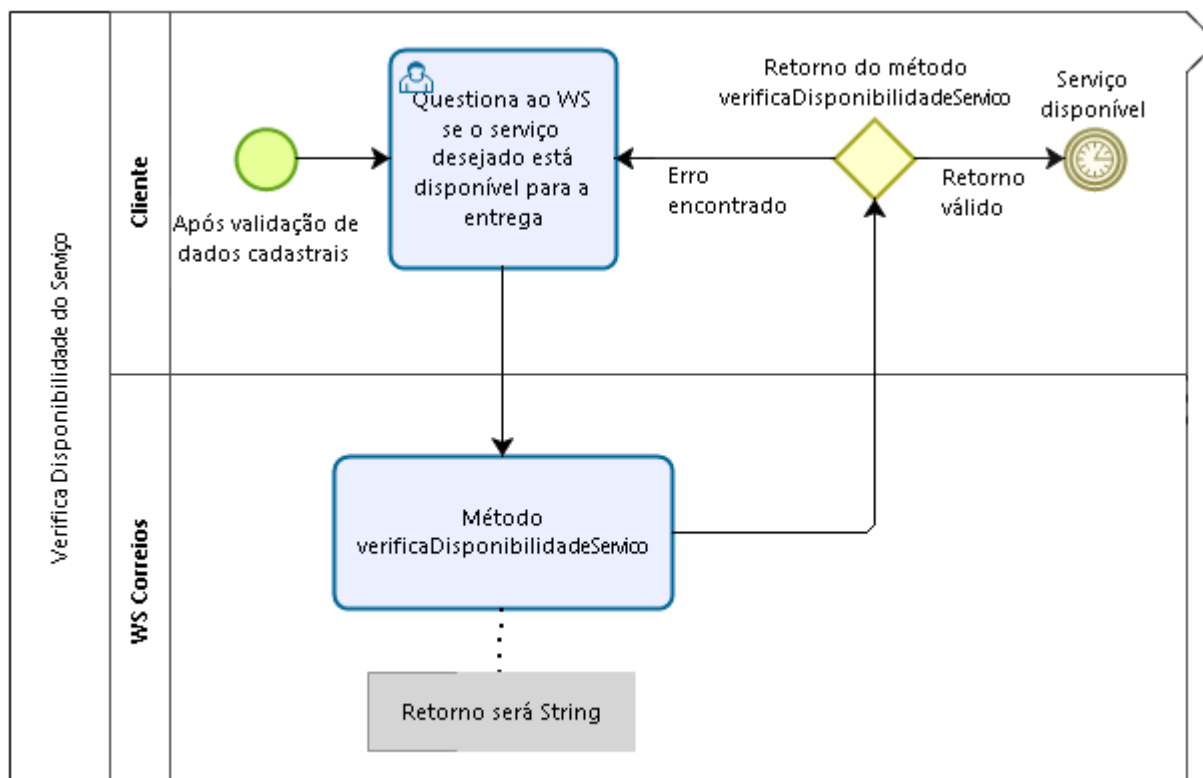 Verifica Disponibilidade do Serviço
Cliente
Após validação de
dados cadastrais
Questiona ao WS
se o serviço
desejado está
disponível para a
entrega
Erro
encontrado
Retorno do método
verificaDisponibilidadeServico
Retorno
válido
Serviço
disponível
WS Correios
Método
verificaDisponibilidadeServico
Retorno será String